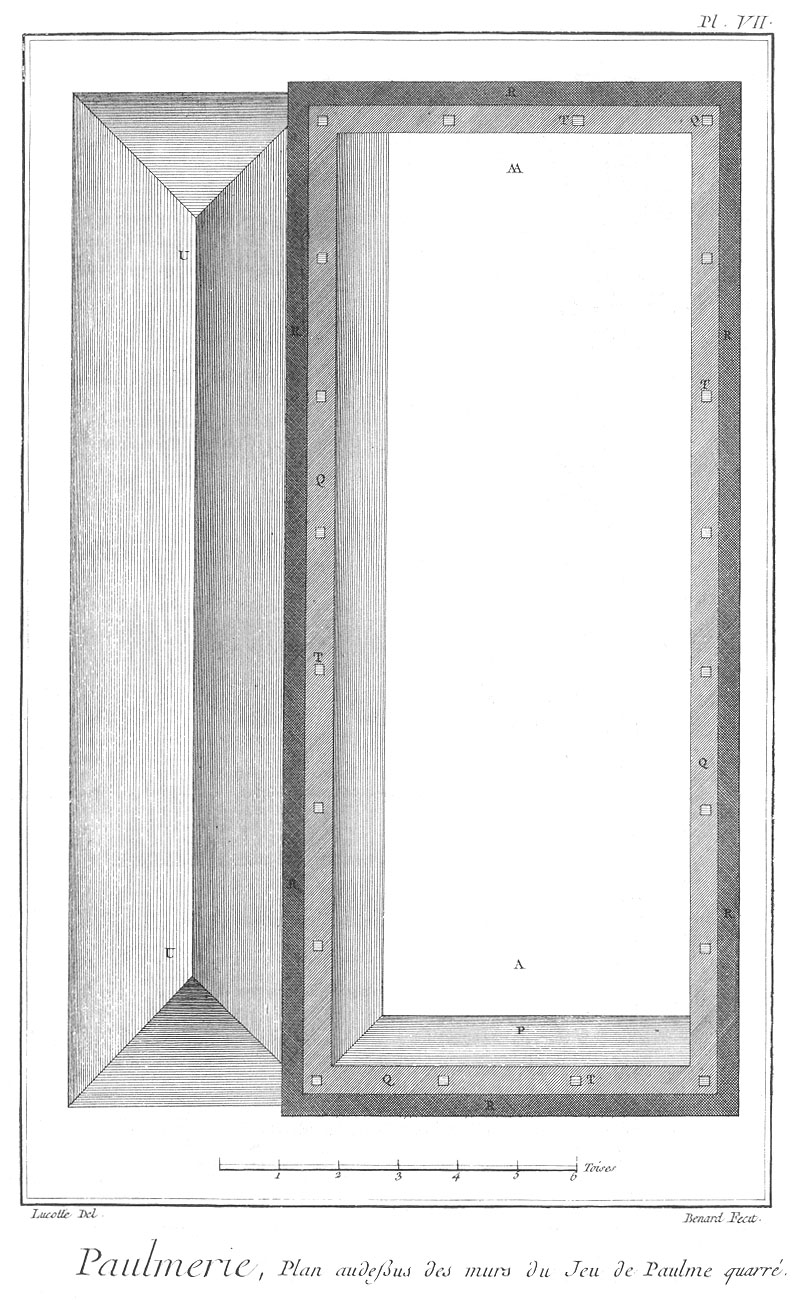 Pl. VII.
R
T Q
AA
U
R R
T
Q
T
Q
R
R
U
A
P
Q T
R
1 2 3 4 5 6 Toises
Lucotte Del. Benard Fecit.
Paulmerie, Plan audeſsus des murs du Jeu de Paulme quarré.